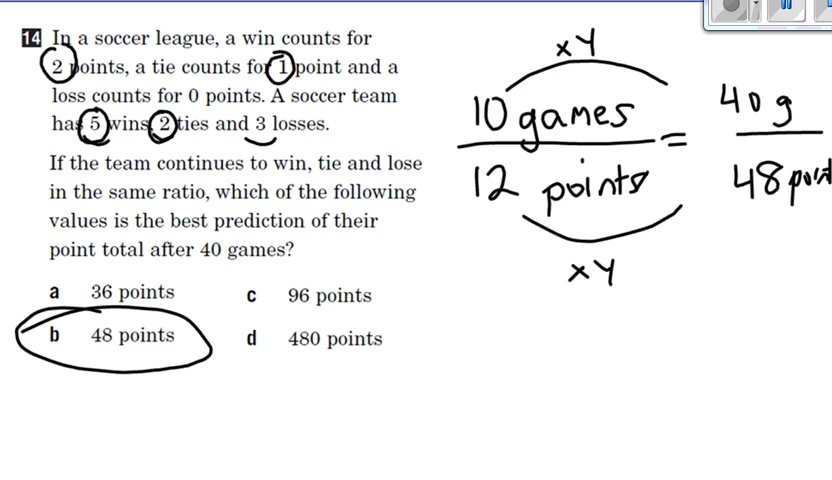 14 In a soccer league, a win counts for
2 points, a tie counts for 1 point and a
loss counts for 0 points. A soccer team
has 5 wins, 2 ties and 3 losses.
If the team continues to win, tie and lose
in the same ratio, which of the following
values is the best prediction of their
point total after 40 games?
a 36 points
c 96 points
b 48 points
d 480 points
x4
10 games
12 points
=
40 g
48 point
x4